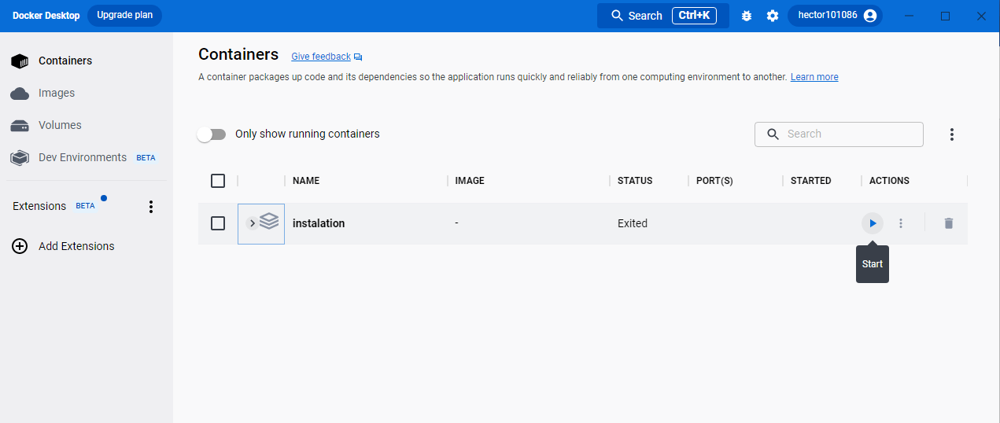 Docker Desktop Upgrade plan Search Ctrl+K hector101086
Containers
Images
Volumes
Dev Environments BETA
Extensions BETA
Add Extensions
Containers Give feedback
A container packages up code and its dependencies so the application runs quickly and reliably from one computing environment to another. Learn more
Only show running containers Search
NAME IMAGE STATUS PORT(S) STARTED ACTIONS
instalation - Exited
Start